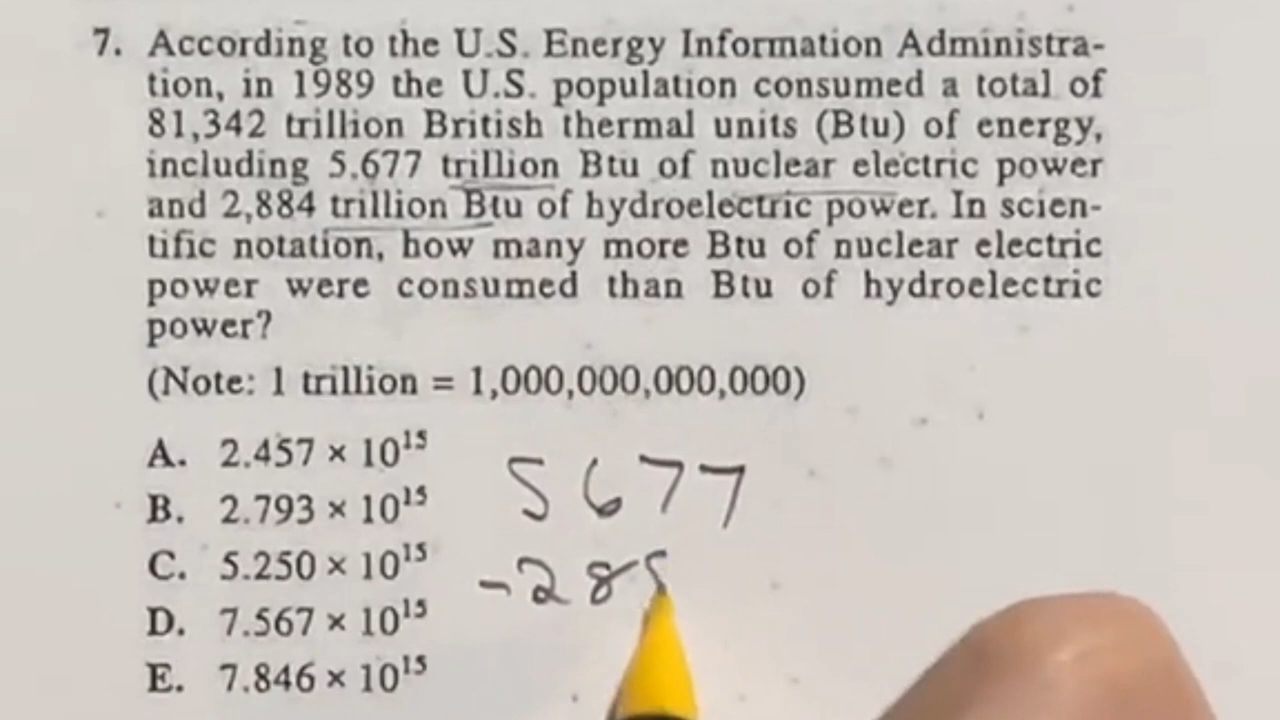 7. According to the U.S. Energy Information Administra-
tion, in 1989 the U.S. population consumed a total of
81,342 trillion British thermal units (Btu) of energy,
including 5,677 trillion Btu of nuclear electric power
and 2,884 trillion Btu of hydroelectric power. In scien-
tific notation, how many more Btu of nuclear electric
power were consumed than Btu of hydroelectric
power?
(Note: 1 trillion = 1,000,000,000,000)
A. 2.457 × 10¹⁵
B. 2.793 × 10¹⁵
C. 5.250 × 10¹⁵
D. 7.567 × 10¹⁵
E. 7.846 × 10¹⁵
5677
-28